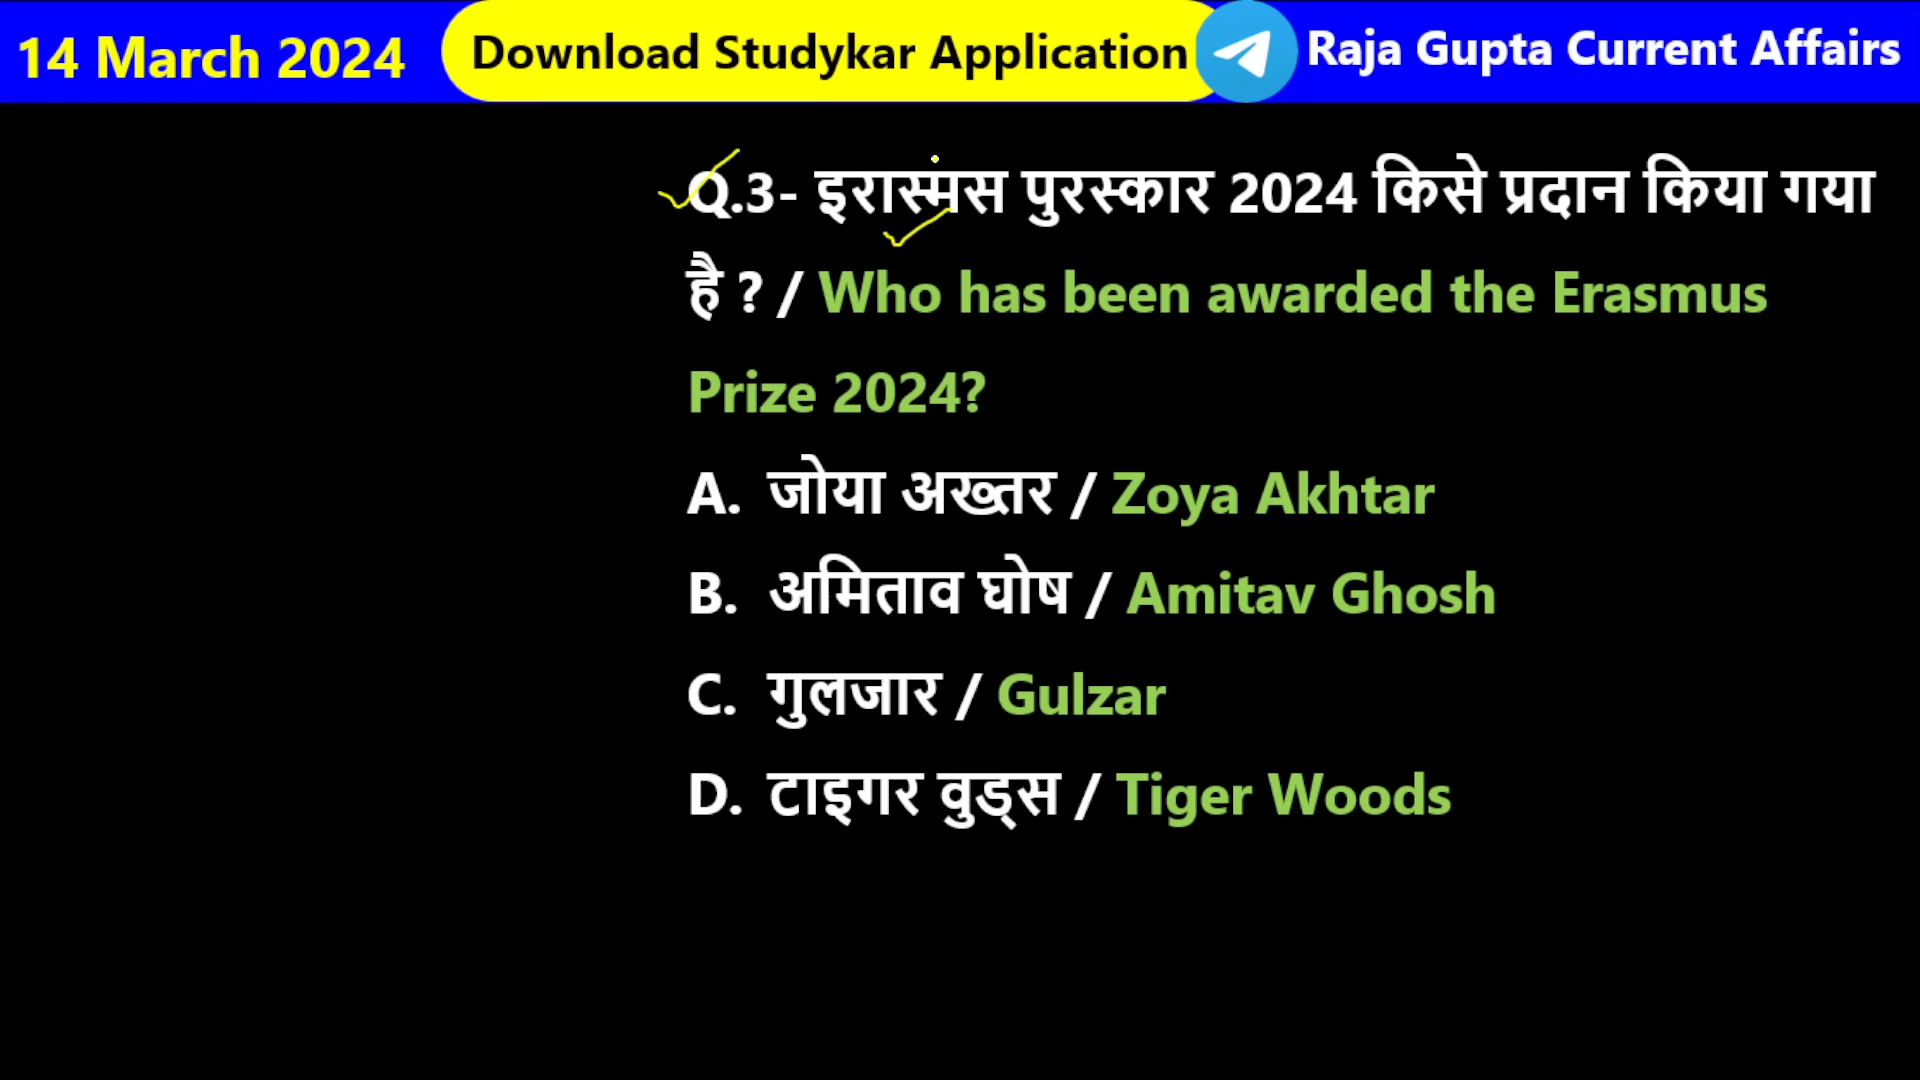 14 March 2024 Download Studykar Application Raja Gupta Current Affairs
Q.3- इरास्मस पुरस्कार 2024 किसे प्रदान किया गया
है ? / Who has been awarded the Erasmus
Prize 2024?
A. जोया अख्तर / Zoya Akhtar
B. अमिताव घोष / Amitav Ghosh
C. गुलजार / Gulzar
D. टाइगर वुड्स / Tiger Woods